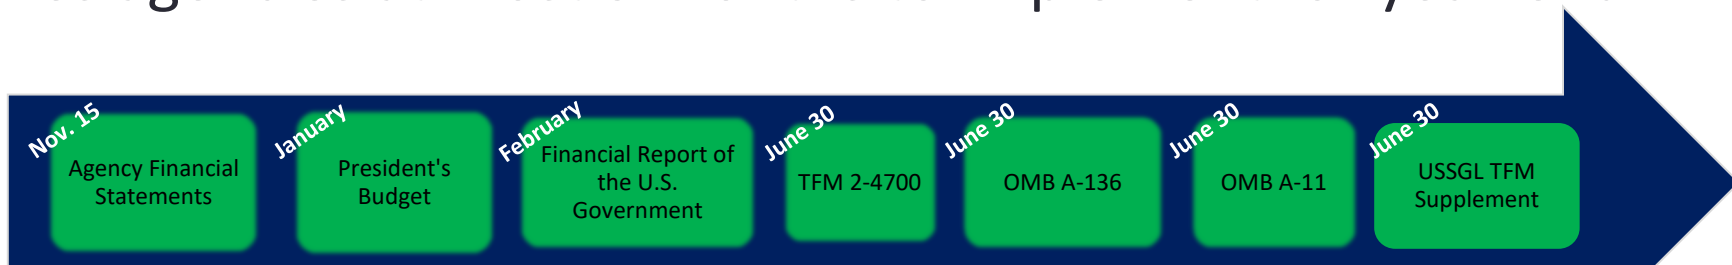 Nov. 15
Agency Financial
Statements
January
President's
Budget
February
Financial Report of
the U.S.
Government
June 30
TFM 2-4700
June 30
OMB A-136
June 30
OMB A-11
June 30
USSGL TFM
Supplement